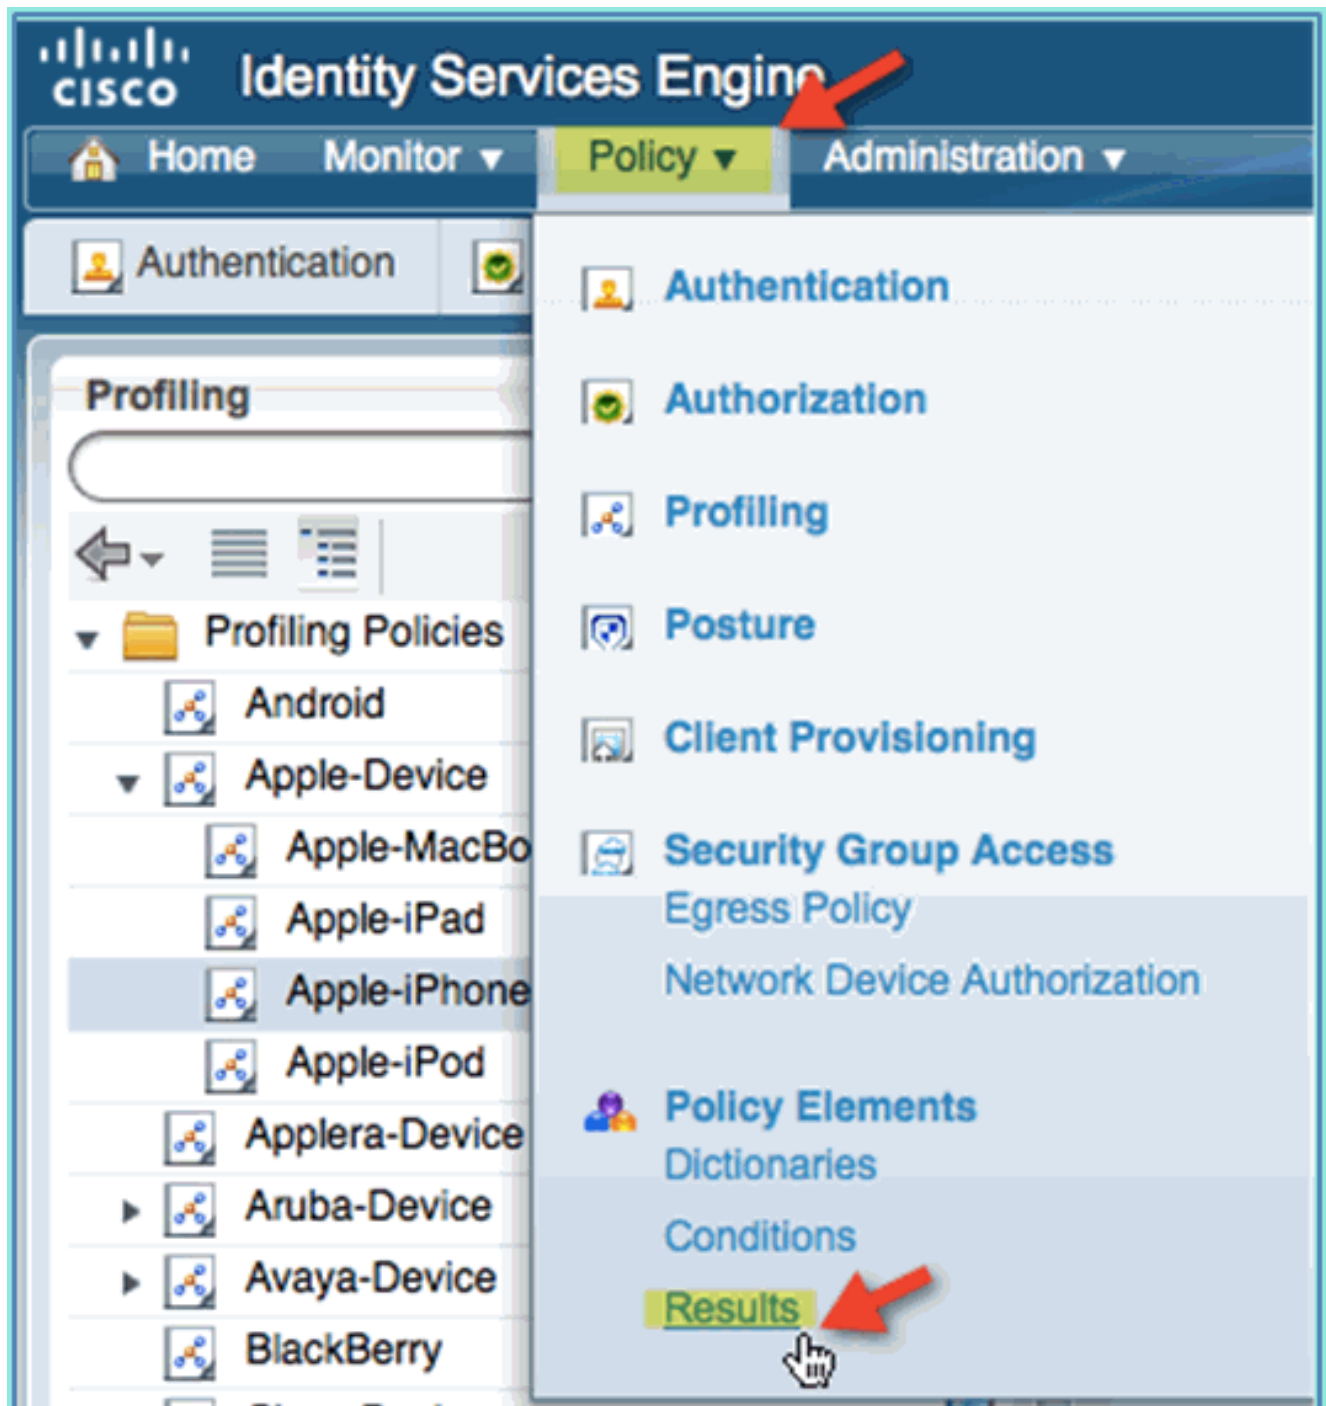 CISCO Identity Services Engine
Home Monitor Policy Administration
Authentication
Profiling
Profiling Policies
Android
Apple-Device
Apple-MacBo
Apple-iPad
Apple-iPhone
Apple-iPod
Applera-Device
Aruba-Device
Avaya-Device
BlackBerry
Authentication
Authorization
Profiling
Posture
Client Provisioning
Security Group Access
Egress Policy
Network Device Authorization
Policy Elements
Dictionaries
Conditions
Results